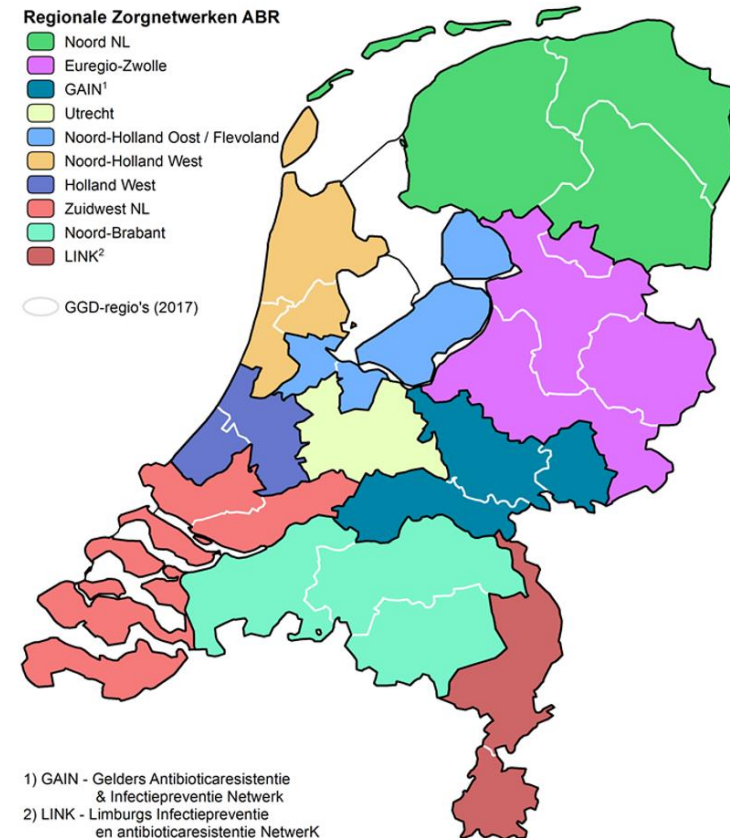 Regionale Zorgnetwerken ABR
Noord NL
Euregio-Zwolle
GAIN¹
Utrecht
Noord-Holland Oost / Flevoland
Noord-Holland West
Holland West
Zuidwest NL
Noord-Brabant
LINK²
GGD-regio's (2017)
1) GAIN - Gelders Antibioticaresistentie
& Infectiepreventie Netwerk
2) LINK - Limburgs Infectiepreventie
en antibioticaresistentie NetwerK